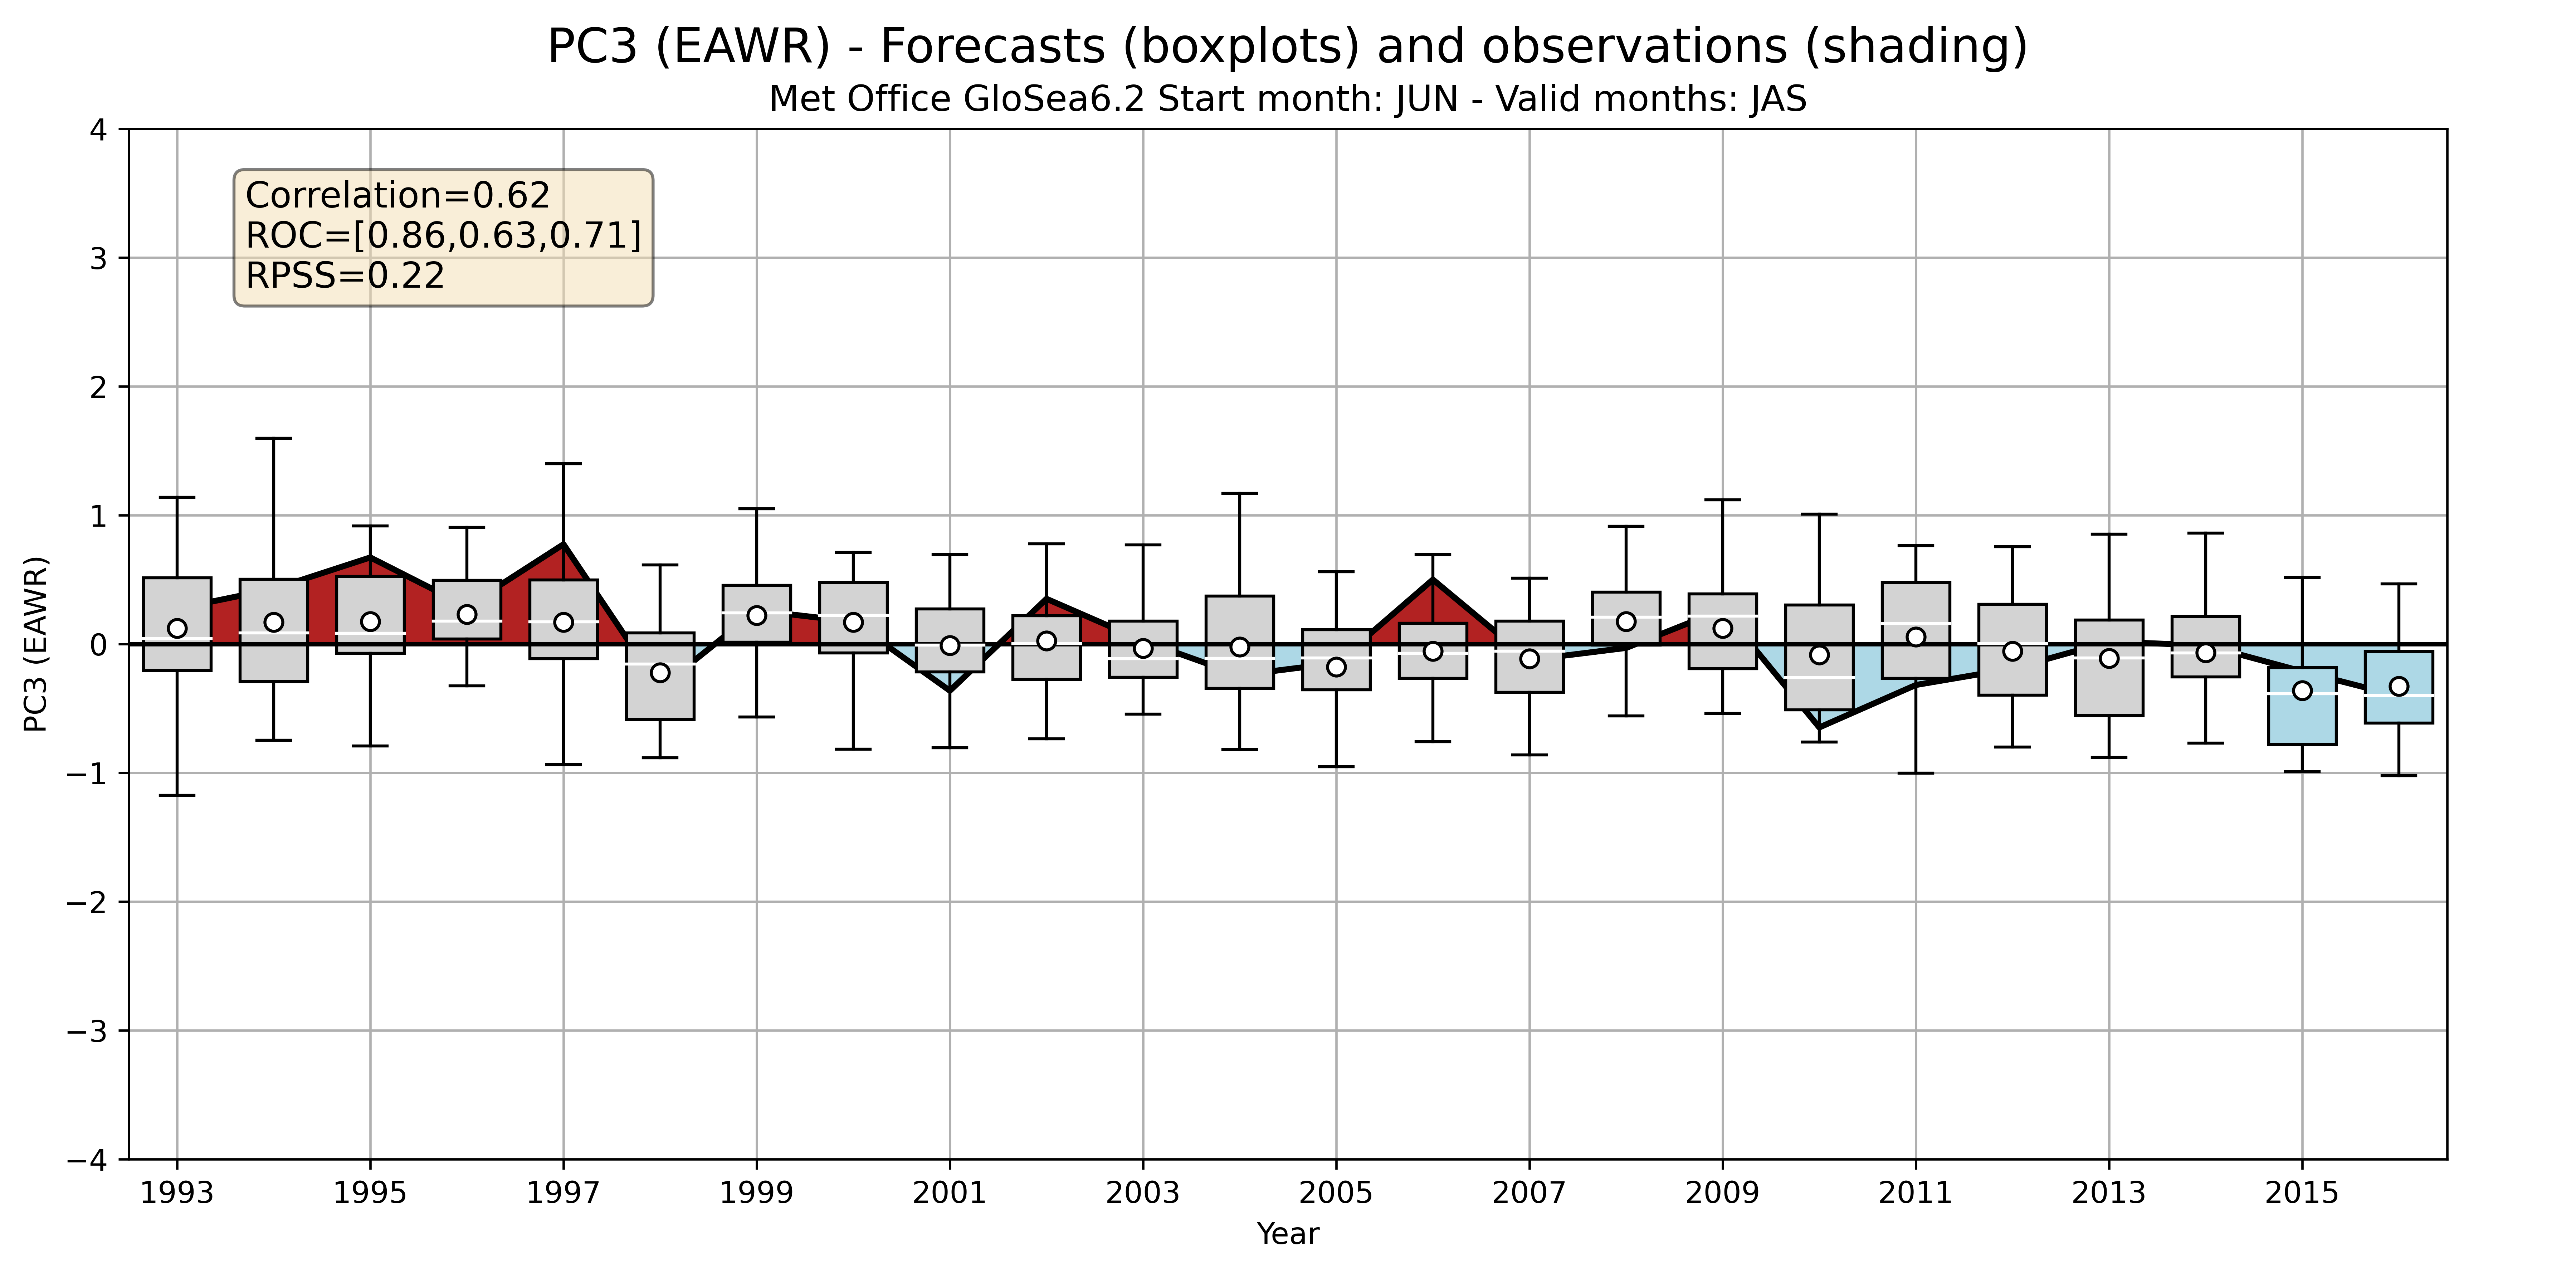 PC3 (EAWR) - Forecasts (boxplots) and observations (shading)
Met Office GloSea6.2 Start month: JUN - Valid months: JAS
Correlation=0.62
ROC=[0.86,0.63,0.71]
RPSS=0.22
PC3 (EAWR)
4
3
2
1
0
−1
−2
−3
−4
1993 1995 1997 1999 2001 2003 2005 2007 2009 2011 2013 2015
Year